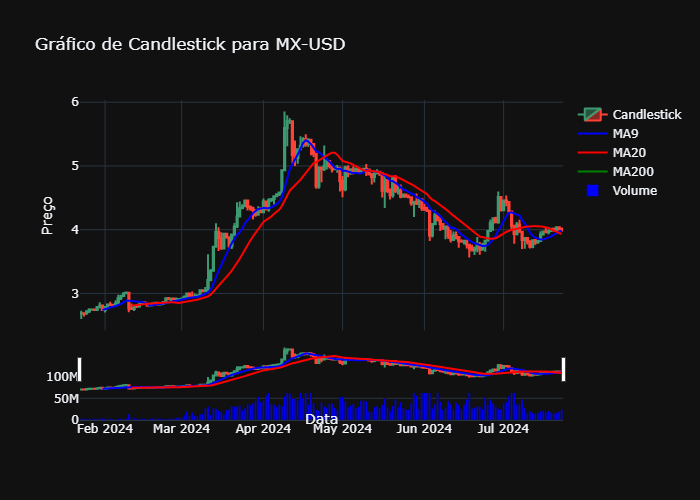 Gráfico de Candlestick para MX-USD
6
5
4
3
Preço
Candlestick
MA9
MA20
MA200
Volume
100M
50M
0
Data
Feb 2024
Mar 2024
Apr 2024
May 2024
Jun 2024
Jul 2024